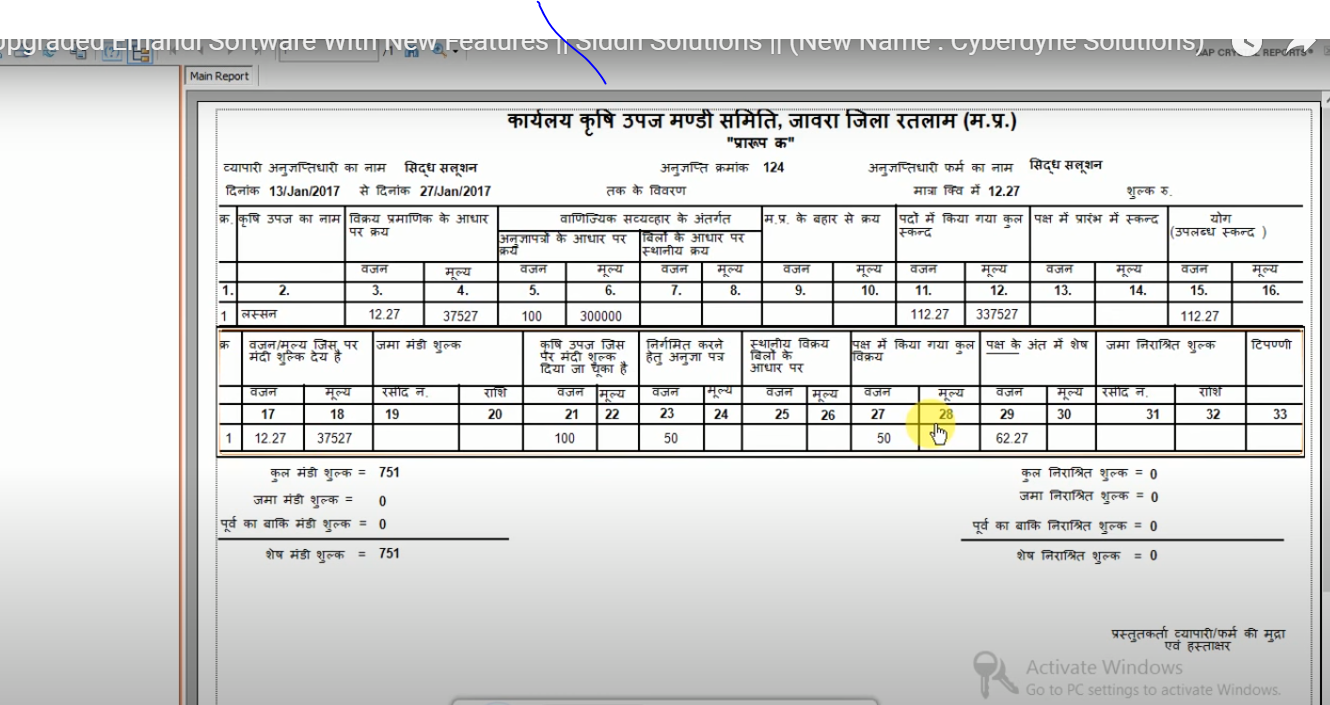 Upgraded Emandi Software With New Features || Siddh Solutions || (New Name : Cyberdyne Solutions)
SAP CRYSTAL REPORTS®
Main Report
कार्यलय कृषि उपज मण्डी समिति, जावरा जिला रतलाम (म.प्र.)
"प्रारूप क"
व्यापारी अनुजप्तिधारी का नाम सिद्ध सलूशन अनुजप्ति क्रमांक 124 अनुजप्तिधारी फर्म का नाम सिद्ध सलूशन
दिनांक 13/Jan/2017 से दिनांक 27/Jan/2017 तक के विवरण मात्रा क्विं में 12.27 शुल्क रु.
क्र. कृषि उपज का नाम विक्रय प्रमाणिक के आधार वाणिज्यिक सव्यवहार के अंतर्गत म.प्र. के बहार से क्रय पदों में किया गया कुल पक्ष में प्रारंभ में स्कन्द योग
पर क्रय अनुज्ञापत्रों के आधार पर बिलों के आधार पर स्कन्द (उपलब्ध स्कन्द )
क्रय स्थानीय क्रय
वजन मूल्य वजन मूल्य वजन मूल्य वजन मूल्य वजन मूल्य वजन मूल्य वजन मूल्य
1. 2. 3. 4. 5. 6. 7. 8. 9. 10. 11. 12. 13. 14. 15. 16.
1 लस्सन 12.27 37527 100 300000 112.27 337527 112.27
क्र वजन/मूल्य जिस पर जमा मंडी शुल्क कृषि उपज जिस निर्गमित करने स्थानीय विक्रय पक्ष में किया गया कुल पक्ष के अंत में शेष जमा निराश्रित शुल्क टिपण्णी
मंदी शुल्क देय है पर मंदी शुल्क हेतु अनुजा पत्र बिलों के विक्रय
दिया जा चूका है आधार पर
वजन मूल्य रसीद न. राशि वजन मूल्य वजन मूल्य वजन मूल्य वजन मूल्य वजन मूल्य रसीद न. राशि
17 18 19 20 21 22 23 24 25 26 27 28 29 30 31 32 33
1 12.27 37527 100 50 50 62.27
कुल मंडी शुल्क = 751 कुल निराश्रित शुल्क = 0
जमा मंडी शुल्क = 0 जमा निराश्रित शुल्क = 0
पूर्व का बाकि मंडी शुल्क = 0 पूर्व का बाकि निराश्रित शुल्क = 0
शेष मंडी शुल्क = 751 शेष निराश्रित शुल्क = 0
प्रस्तुतकर्ता व्यापारी/फर्म की मुद्रा
एवं हस्ताक्षर
Activate Windows
Go to PC settings to activate Windows.